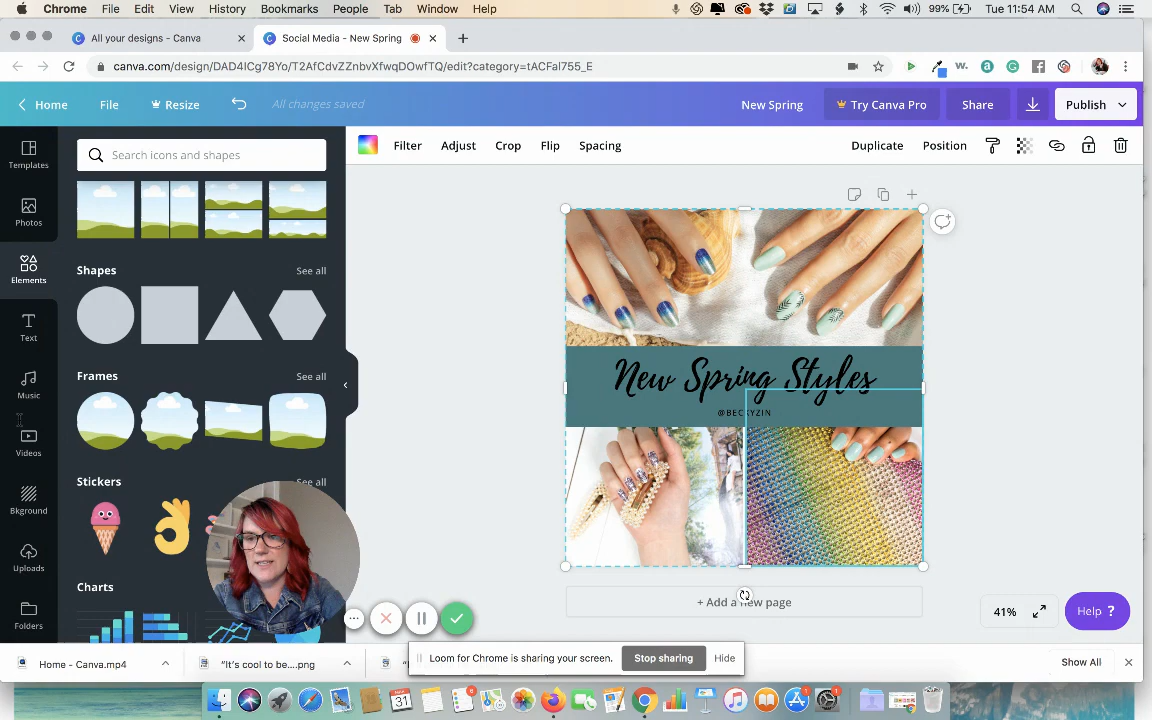 Chrome File Edit View History Bookmarks People Tab Window Help 99% Tue 11:54 AM
All your designs - Canva Social Media - New Spring
canva.com/design/DAD4ICg78Yo/T2AfCdvZZnbvXfwqDOwfTQ/edit?category=tACFal755_E
Home File Resize All changes saved New Spring Try Canva Pro Share Publish
Search icons and shapes Filter Adjust Crop Flip Spacing Duplicate Position
Templates
Photos
Elements
Text
Music
Videos
Bkground
Uploads
Folders
Shapes See all
Frames See all
Stickers See all
Charts
New Spring Styles
@BECKYZIN
+ Add a new page
41% Help ?
Loom for Chrome is sharing your screen. Stop sharing Hide
Home - Canva.mp4 "It's cool to be....png Show All
31